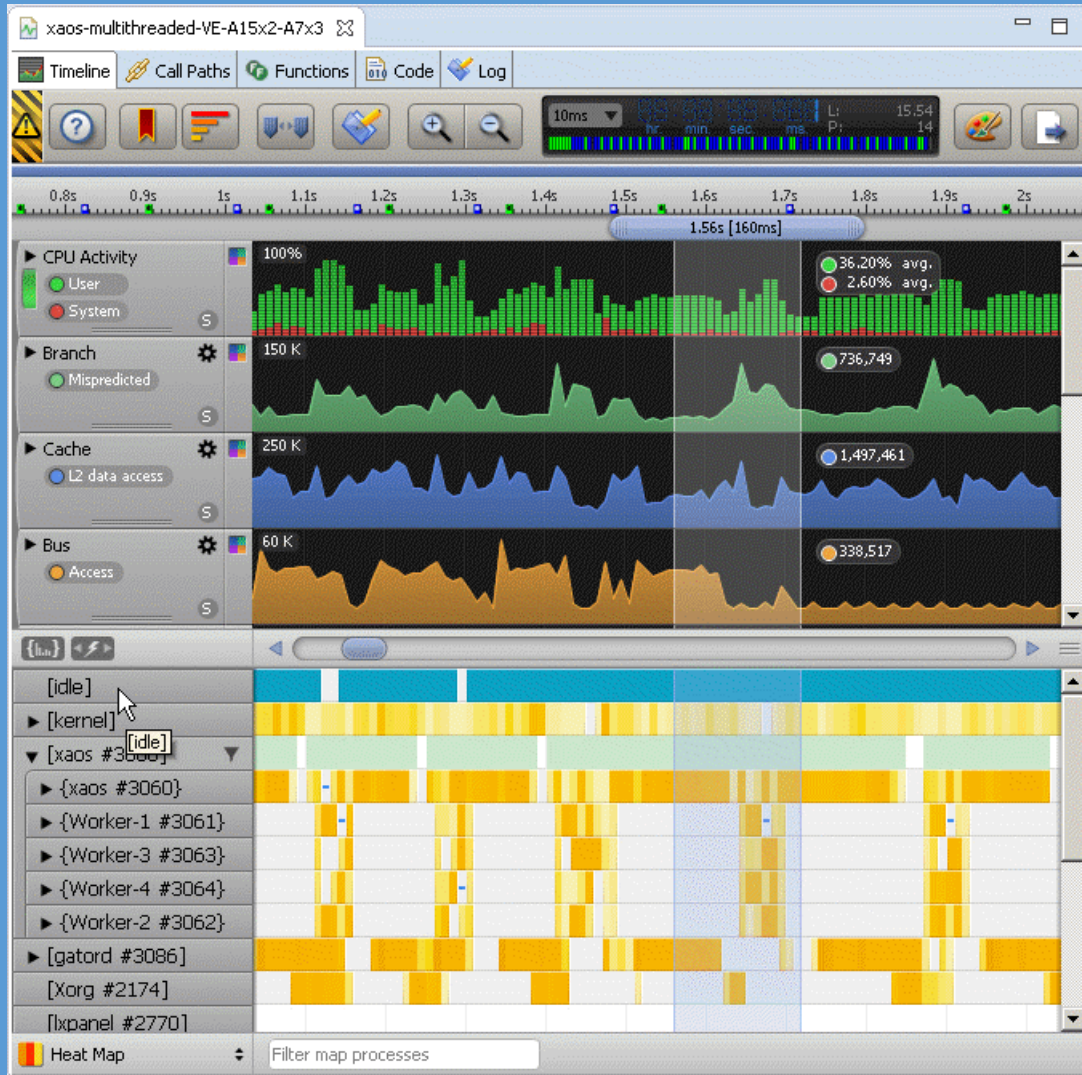 xaos-multithreaded-VE-A15x2-A7x3
Timeline Call Paths Functions Code Log
10ms hr. min. sec. ms. L: 15.54
P: 14
0.8s 0.9s 1s 1.1s 1.2s 1.3s 1.4s 1.5s 1.6s 1.7s 1.8s 1.9s 2s
1.56s [160ms]
CPU Activity 100% 36.20% avg.
User 2.60% avg.
System
S
Branch 150 K 736,749
Mispredicted
S
Cache 250 K 1,497,461
L2 data access
S
Bus 60 K 338,517
Access
S
[idle]
[kernel]
[idle]
[xaos
{xaos #3060}
{Worker-1 #3061}
{Worker-3 #3063}
{Worker-4 #3064}
{Worker-2 #3062}
[gatord #3086]
[Xorg #2174]
[lxpanel #2770]
Heat Map Filter map processes